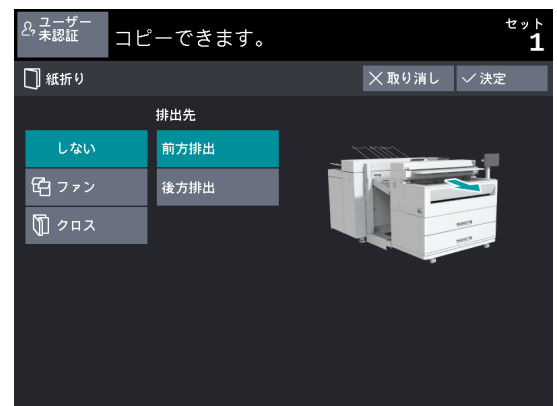 ユーザー
未認証
コピーできます。
セット
1
紙折り
取り消し
決定
排出先
しない
前方排出
ファン
後方排出
クロス